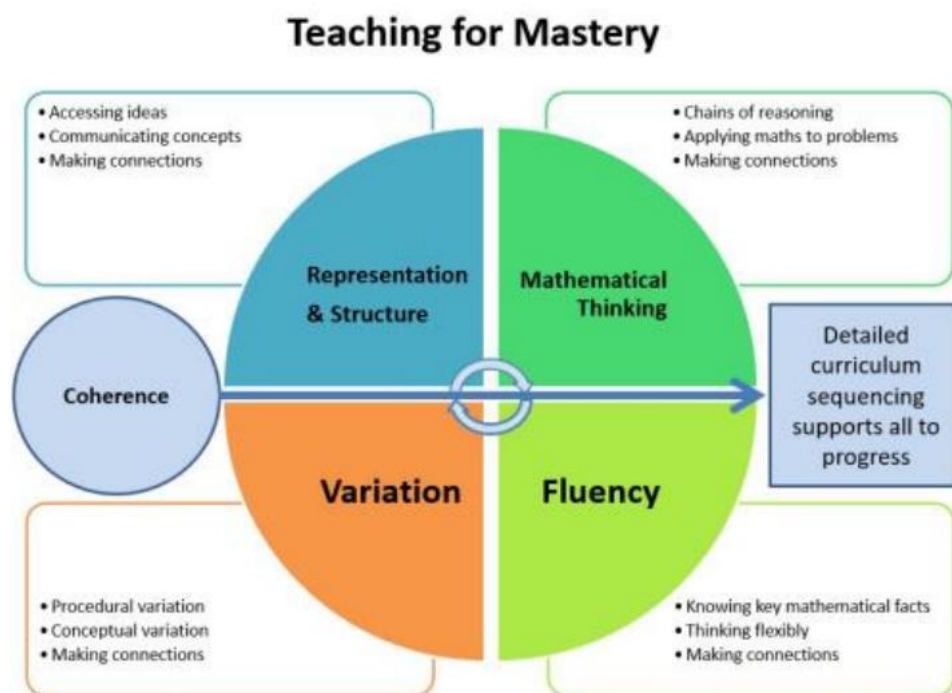 Teaching for Mastery
• Accessing ideas
• Communicating concepts
• Making connections
• Chains of reasoning
• Applying maths to problems
• Making connections
Representation
& Structure
Mathematical
Thinking
Coherence
Detailed
curriculum
sequencing
supports all to
progress
Variation
Fluency
• Procedural variation
• Conceptual variation
• Making connections
• Knowing key mathematical facts
• Thinking flexibly
• Making connections